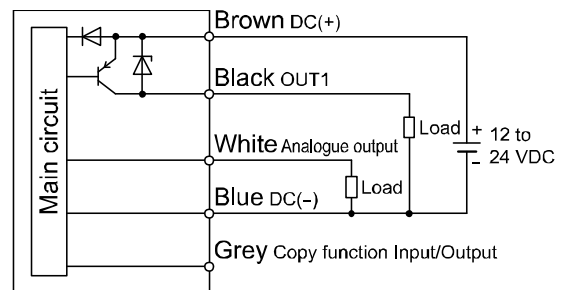 Brown DC(+)
Black OUT1
Load
+
12 to
24 VDC
-
White Analogue output
Load
Blue DC(-)
Grey Copy function Input/Output
Main circuit